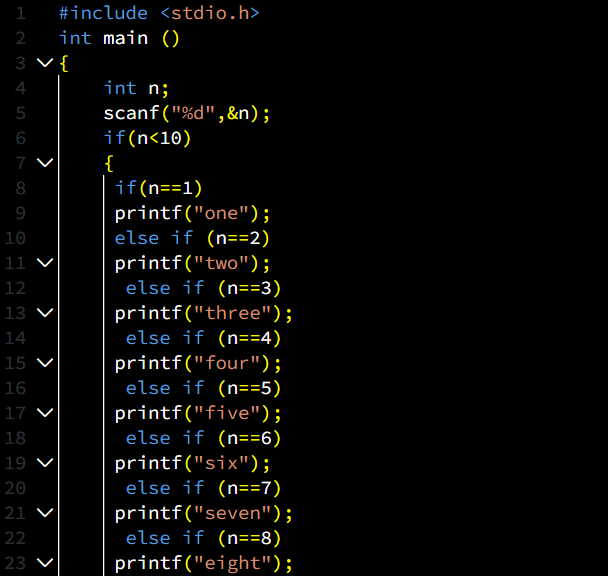 1 #include <stdio.h>
2 int main ()
3 {
4 int n;
5 scanf("%d",&n);
6 if(n<10)
7 {
8 if(n==1)
9 printf("one");
10 else if (n==2)
11 printf("two");
12 else if (n==3)
13 printf("three");
14 else if (n==4)
15 printf("four");
16 else if (n==5)
17 printf("five");
18 else if (n==6)
19 printf("six");
20 else if (n==7)
21 printf("seven");
22 else if (n==8)
23 printf("eight");